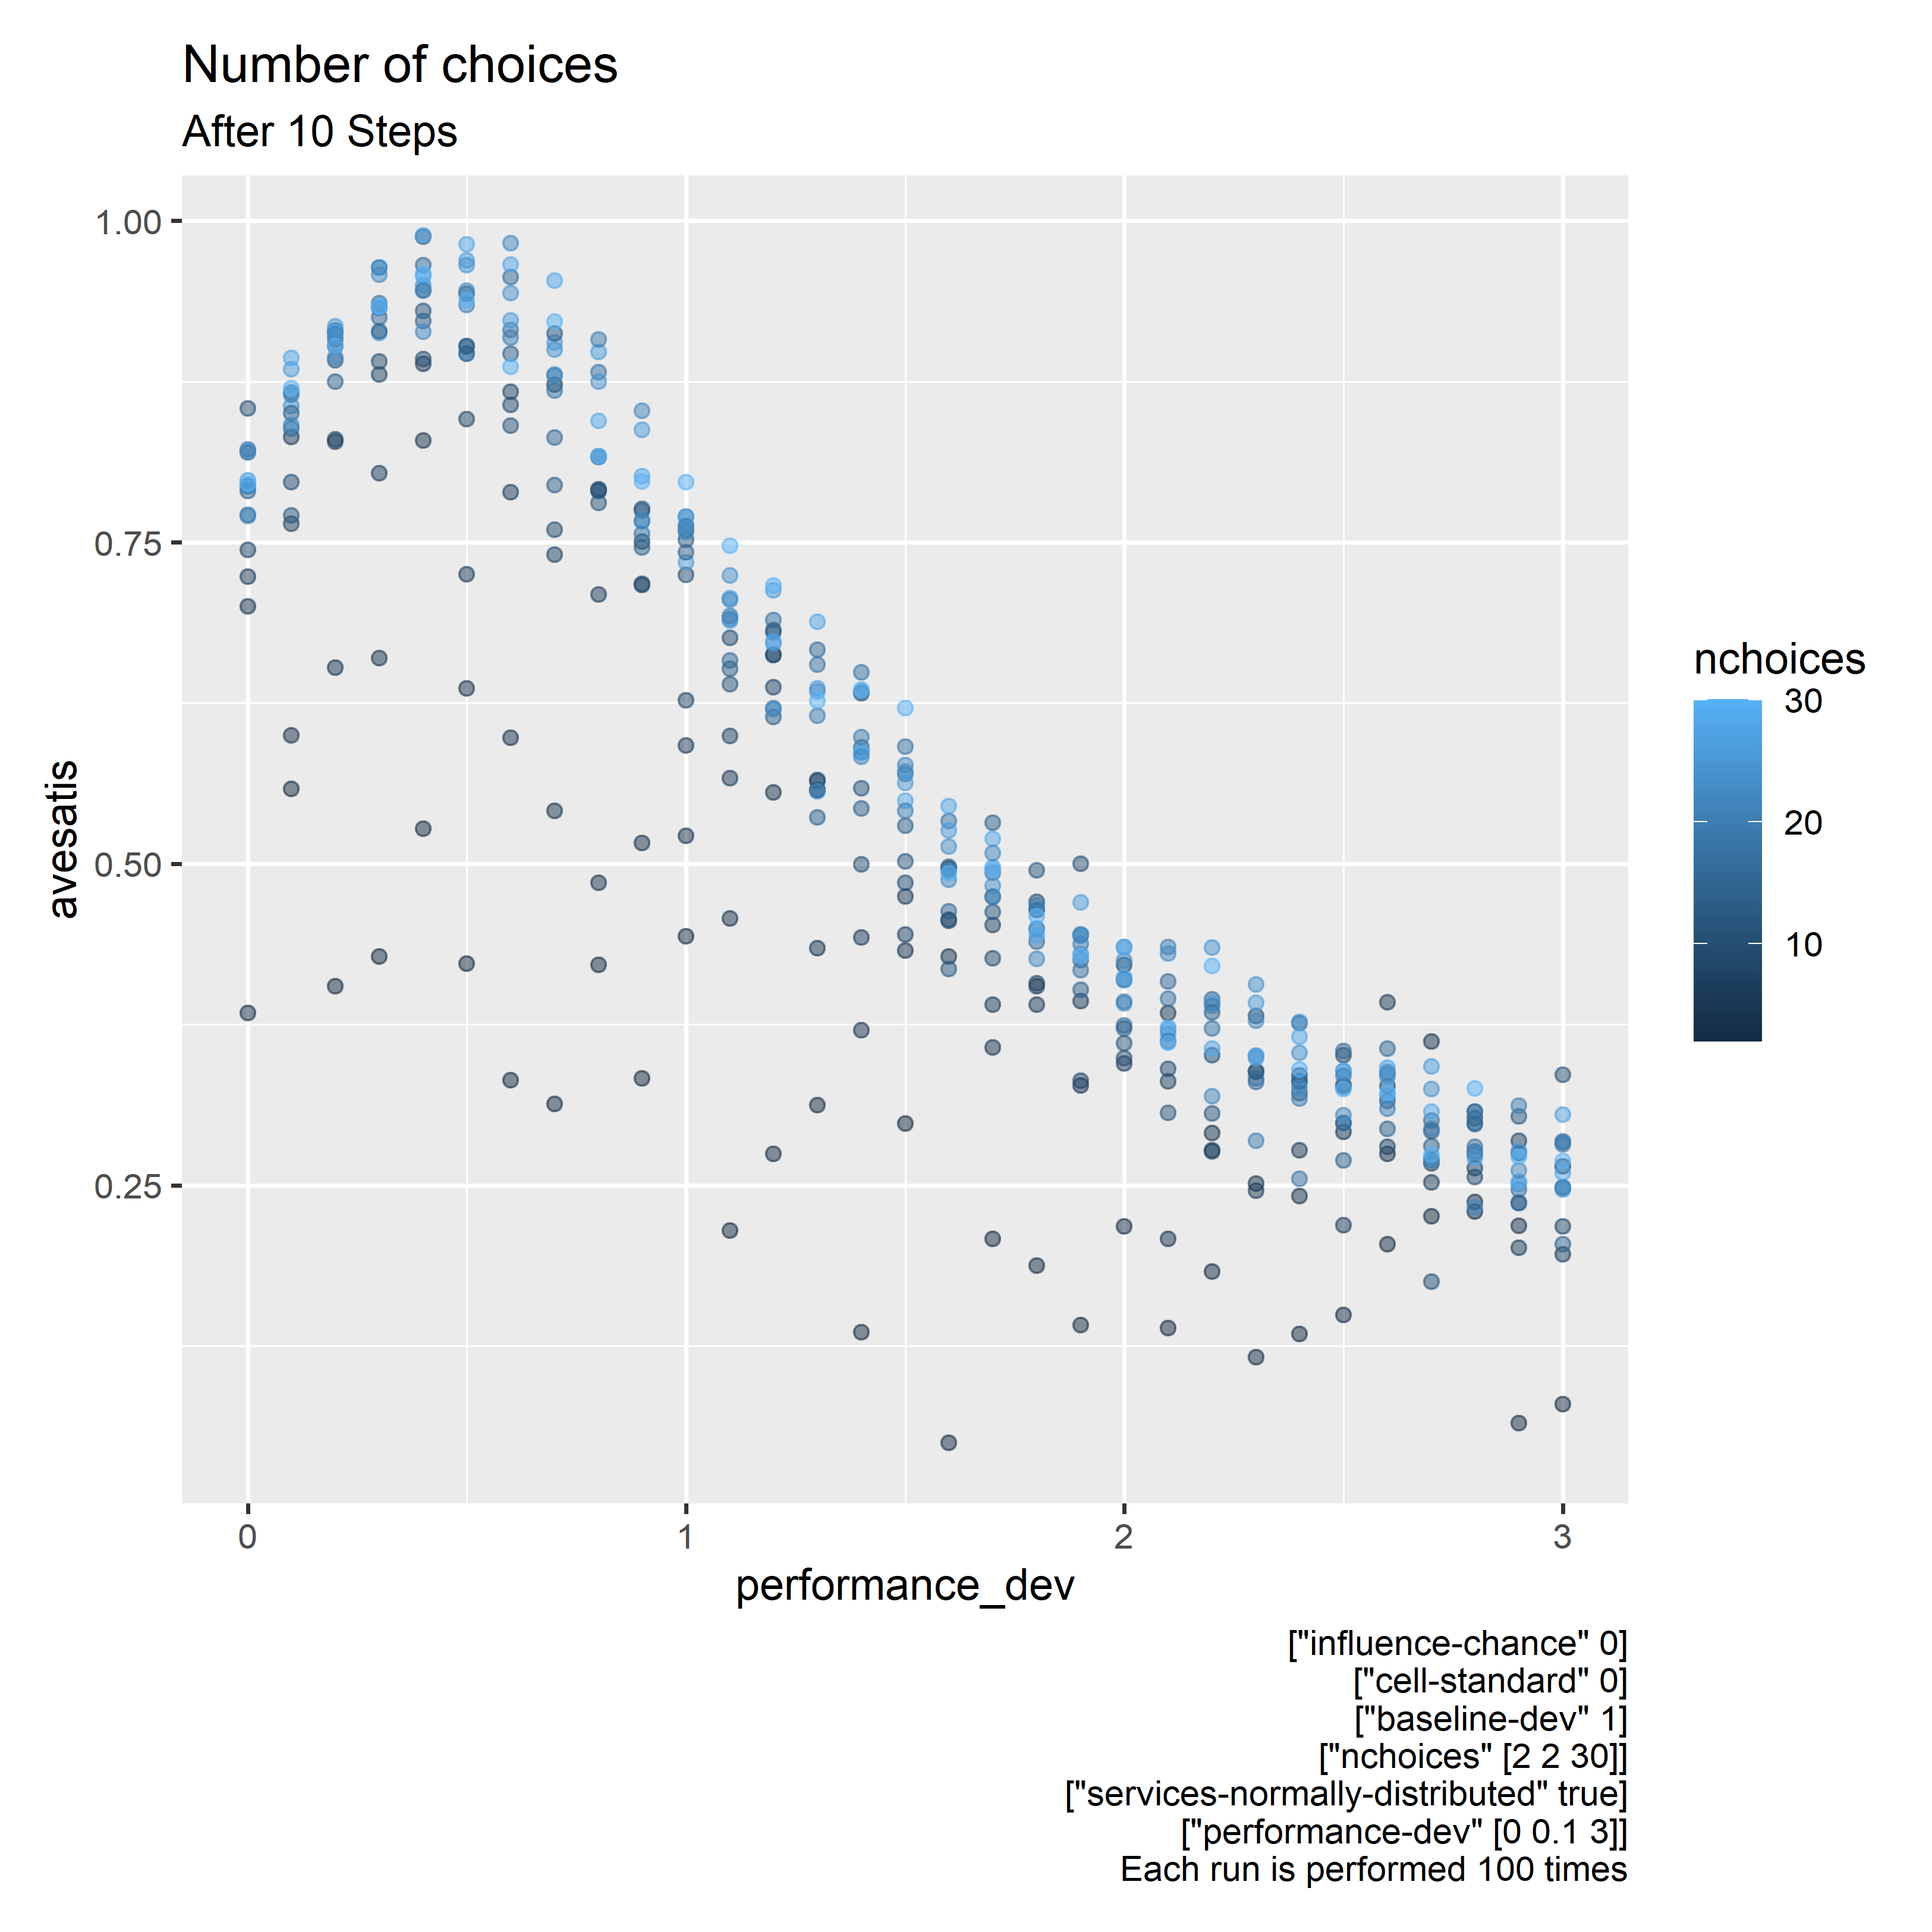 Number of choices
After 10 Steps
1.00
0.75
0.50
0.25
avesatis
0
1
2
3
performance_dev
nchoices
30
20
10
["influence-chance" 0]
["cell-standard" 0]
["baseline-dev" 1]
["nchoices" [2 2 30]]
["services-normally-distributed" true]
["performance-dev" [0 0.1 3]]
Each run is performed 100 times